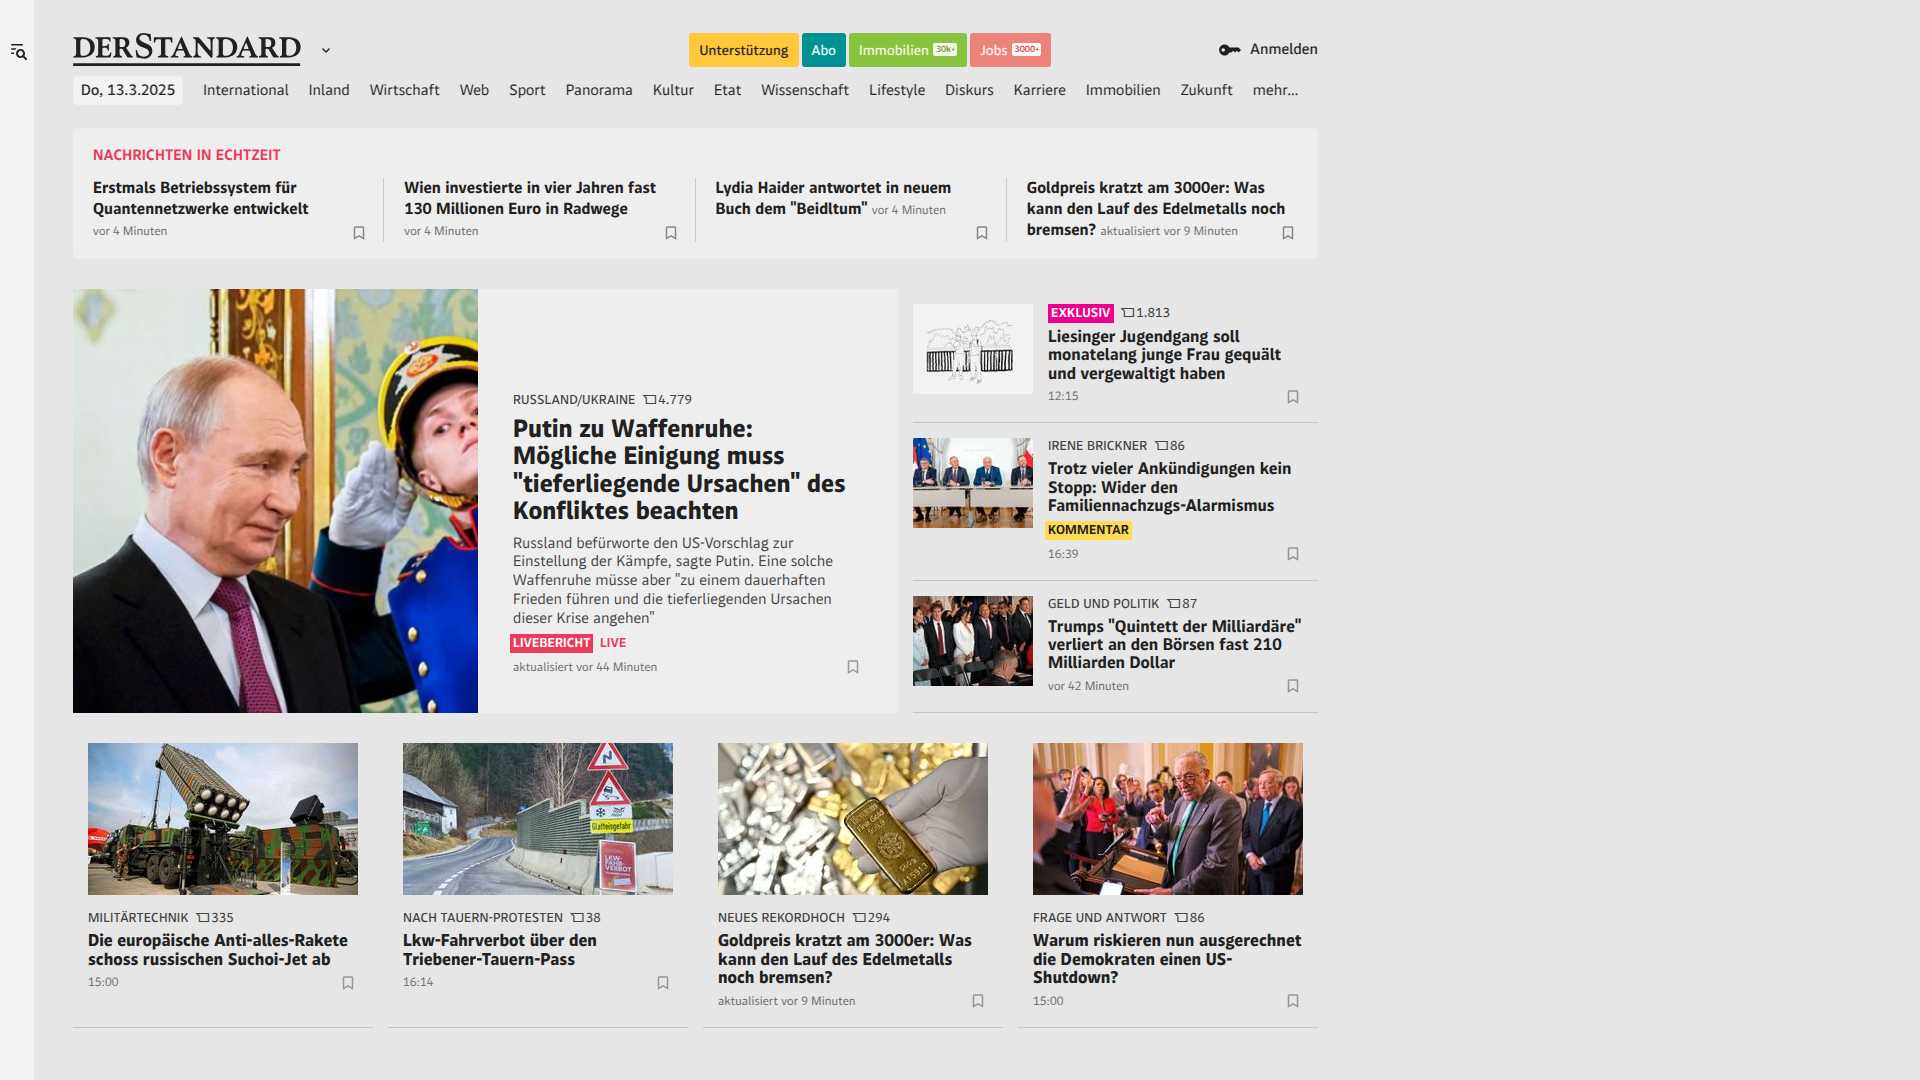 DERSTANDARD
Unterstützung
Abo
Immobilien 30k+
Jobs 3000+
Anmelden
Do, 13.3.2025
International
Inland
Wirtschaft
Web
Sport
Panorama
Kultur
Etat
Wissenschaft
Lifestyle
Diskurs
Karriere
Immobilien
Zukunft
mehr...
NACHRICHTEN IN ECHTZEIT
Erstmals Betriebssystem für
Quantennetzwerke entwickelt
vor 4 Minuten
Wien investierte in vier Jahren fast
130 Millionen Euro in Radwege
vor 4 Minuten
Lydia Haider antwortet in neuem
Buch dem "Beidltum" vor 4 Minuten
Goldpreis kratzt am 3000er: Was
kann den Lauf des Edelmetalls noch
bremsen? aktualisiert vor 9 Minuten
RUSSLAND/UKRAINE 4.779
Putin zu Waffenruhe:
Mögliche Einigung muss
"tieferliegende Ursachen" des
Konfliktes beachten
Russland befürworte den US-Vorschlag zur
Einstellung der Kämpfe, sagte Putin. Eine solche
Waffenruhe müsse aber "zu einem dauerhaften
Frieden führen und die tieferliegenden Ursachen
dieser Krise angehen"
LIVEBERICHT LIVE
aktualisiert vor 44 Minuten
EXKLUSIV 1.813
Liesinger Jugendgang soll
monatelang junge Frau gequält
und vergewaltigt haben
12:15
IRENE BRICKNER 86
Trotz vieler Ankündigungen kein
Stopp: Wider den
Familiennachzugs-Alarmismus
KOMMENTAR
16:39
GELD UND POLITIK 87
Trumps "Quintett der Milliardäre"
verliert an den Börsen fast 210
Milliarden Dollar
vor 42 Minuten
MILITÄRTECHNIK 335
Die europäische Anti-alles-Rakete
schoss russischen Suchoi-Jet ab
15:00
Glatteisgefahr
LKW-
FAHR-
VERBOT
NACH TAUERN-PROTESTEN 38
Lkw-Fahrverbot über den
Triebener-Tauern-Pass
16:14
NEUES REKORDHOCH 294
Goldpreis kratzt am 3000er: Was
kann den Lauf des Edelmetalls
noch bremsen?
aktualisiert vor 9 Minuten
FRAGE UND ANTWORT 86
Warum riskieren nun ausgerechnet
die Demokraten einen US-
Shutdown?
15:00